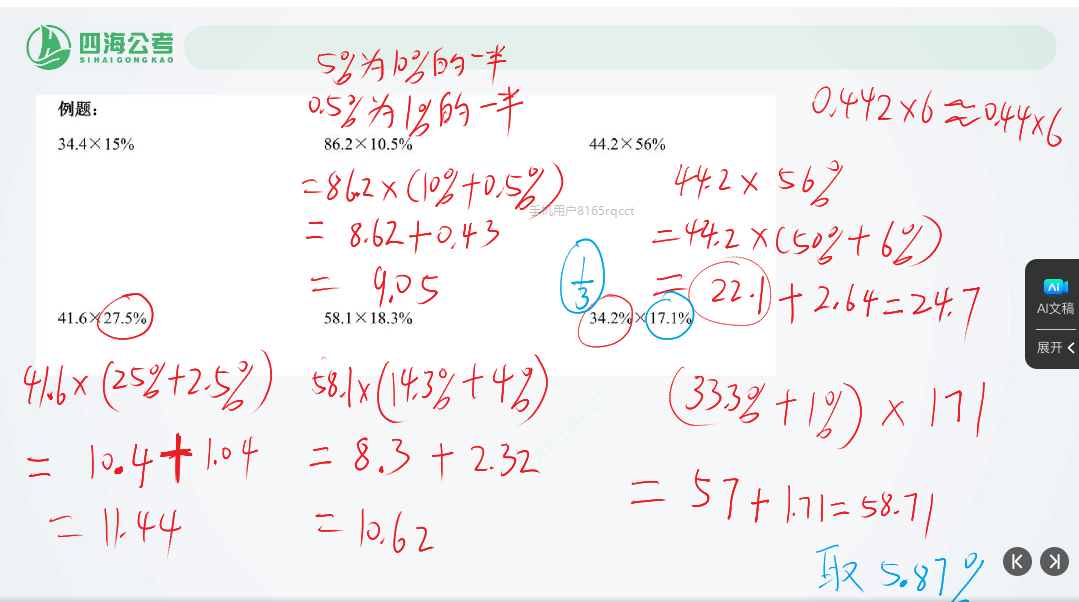 四海公考
SIHAIGONGKAO
5%为10%的一半
0.5%为1%的一半
0.442×6≈0.44×6
例题：
34.4×15%
86.2×10.5%
44.2×56%
=86.2×(10%+0.5%)
= 8.62+0.43
= 9.05
手机用户8165rqcct
44.2×56%
=44.2×(50%+6%)
= 22.1+2.64=24.7
AI文稿
展开
41.6×27.5%
58.1×18.3%
1/3
34.2%×17.1%
41.6×(25%+2.5%)
= 10.4+1.04
= 11.44
58.1×(14.3%+4%)
= 8.3+2.32
= 10.62
(33.3%+1%)×171
= 57+1.71=58.71
取 5.87%